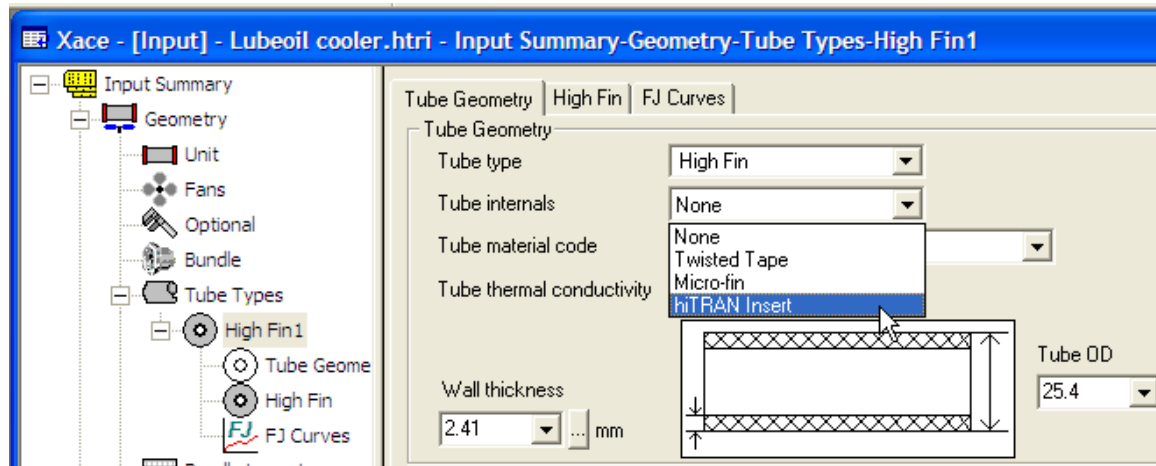 Xace - [Input] - Lubeoil cooler.htri - Input Summary-Geometry-Tube Types-High Fin1
Input Summary
Geometry
Unit
Fans
Optional
Bundle
Tube Types
High Fin1
Tube Geome
High Fin
FJ
FJ Curves
Tube Geometry
High Fin
FJ Curves
Tube Geometry
Tube type
High Fin
Tube internals
None
None
Twisted Tape
Micro-fin
hiTRAN Insert
Tube material code
Tube thermal conductivity
Wall thickness
2.41
...
mm
Tube OD
25.4